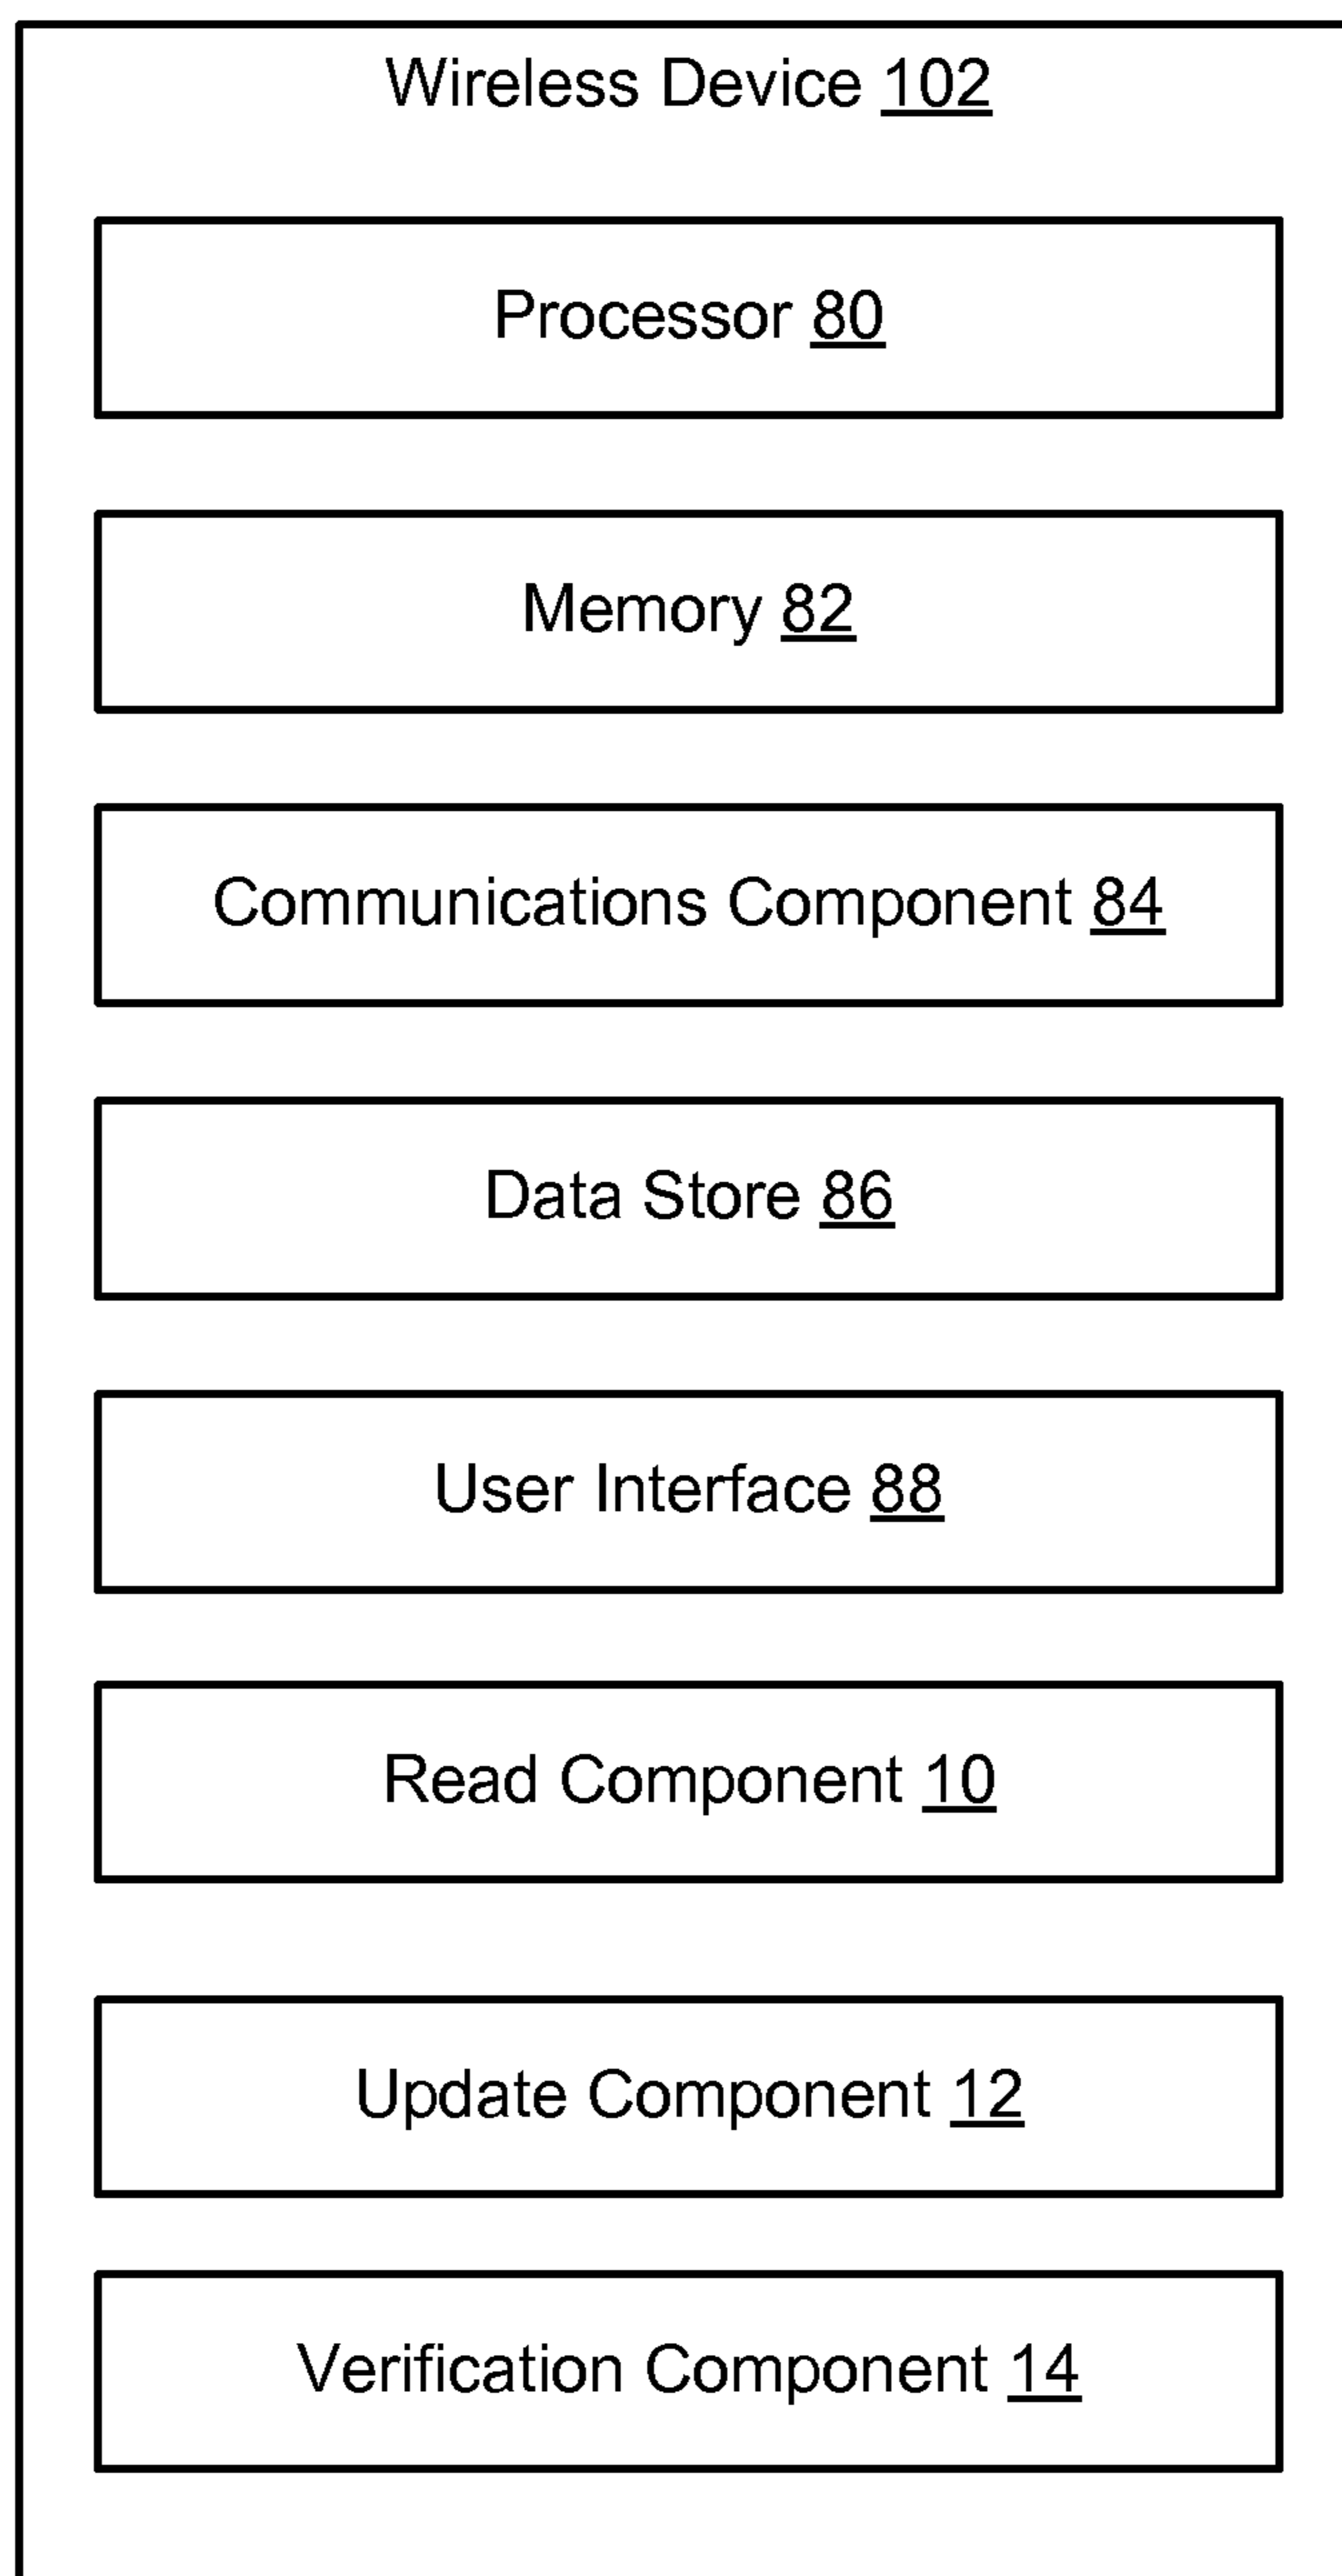 Wireless Device 102
Processor 80
Memory 82
Communications Component 84
Data Store 86
User Interface 88
Read Component 10
Update Component 12
Verification Component 14